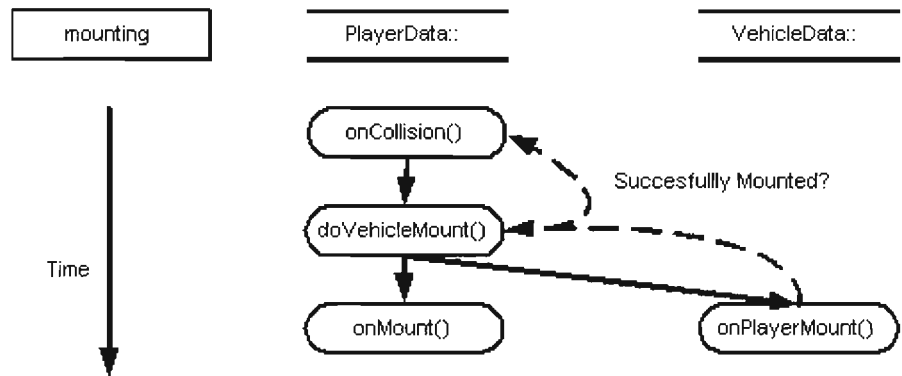 mounting
PlayerData::
VehicleData::
onCollision()
Succesfullly Mounted?
doVehicleMount()
Time
onMount()
onPlayerMount()